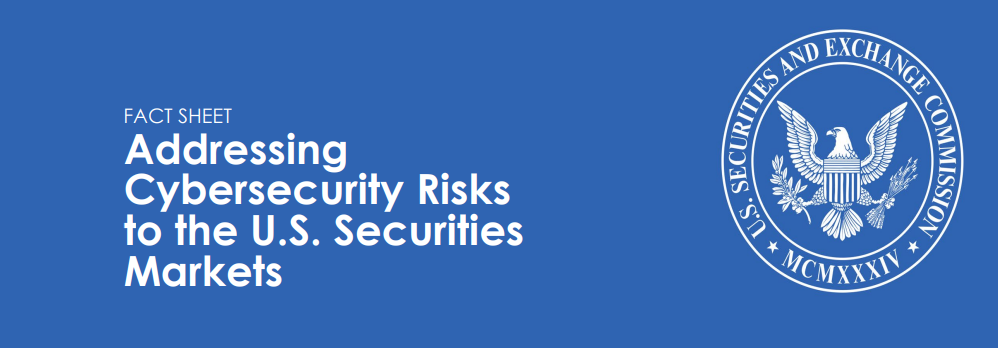 FACT SHEET
Addressing
Cybersecurity Risks
to the U.S. Securities
Markets
U.S. SECURITIES AND EXCHANGE COMMISSION
MCMXXXIV